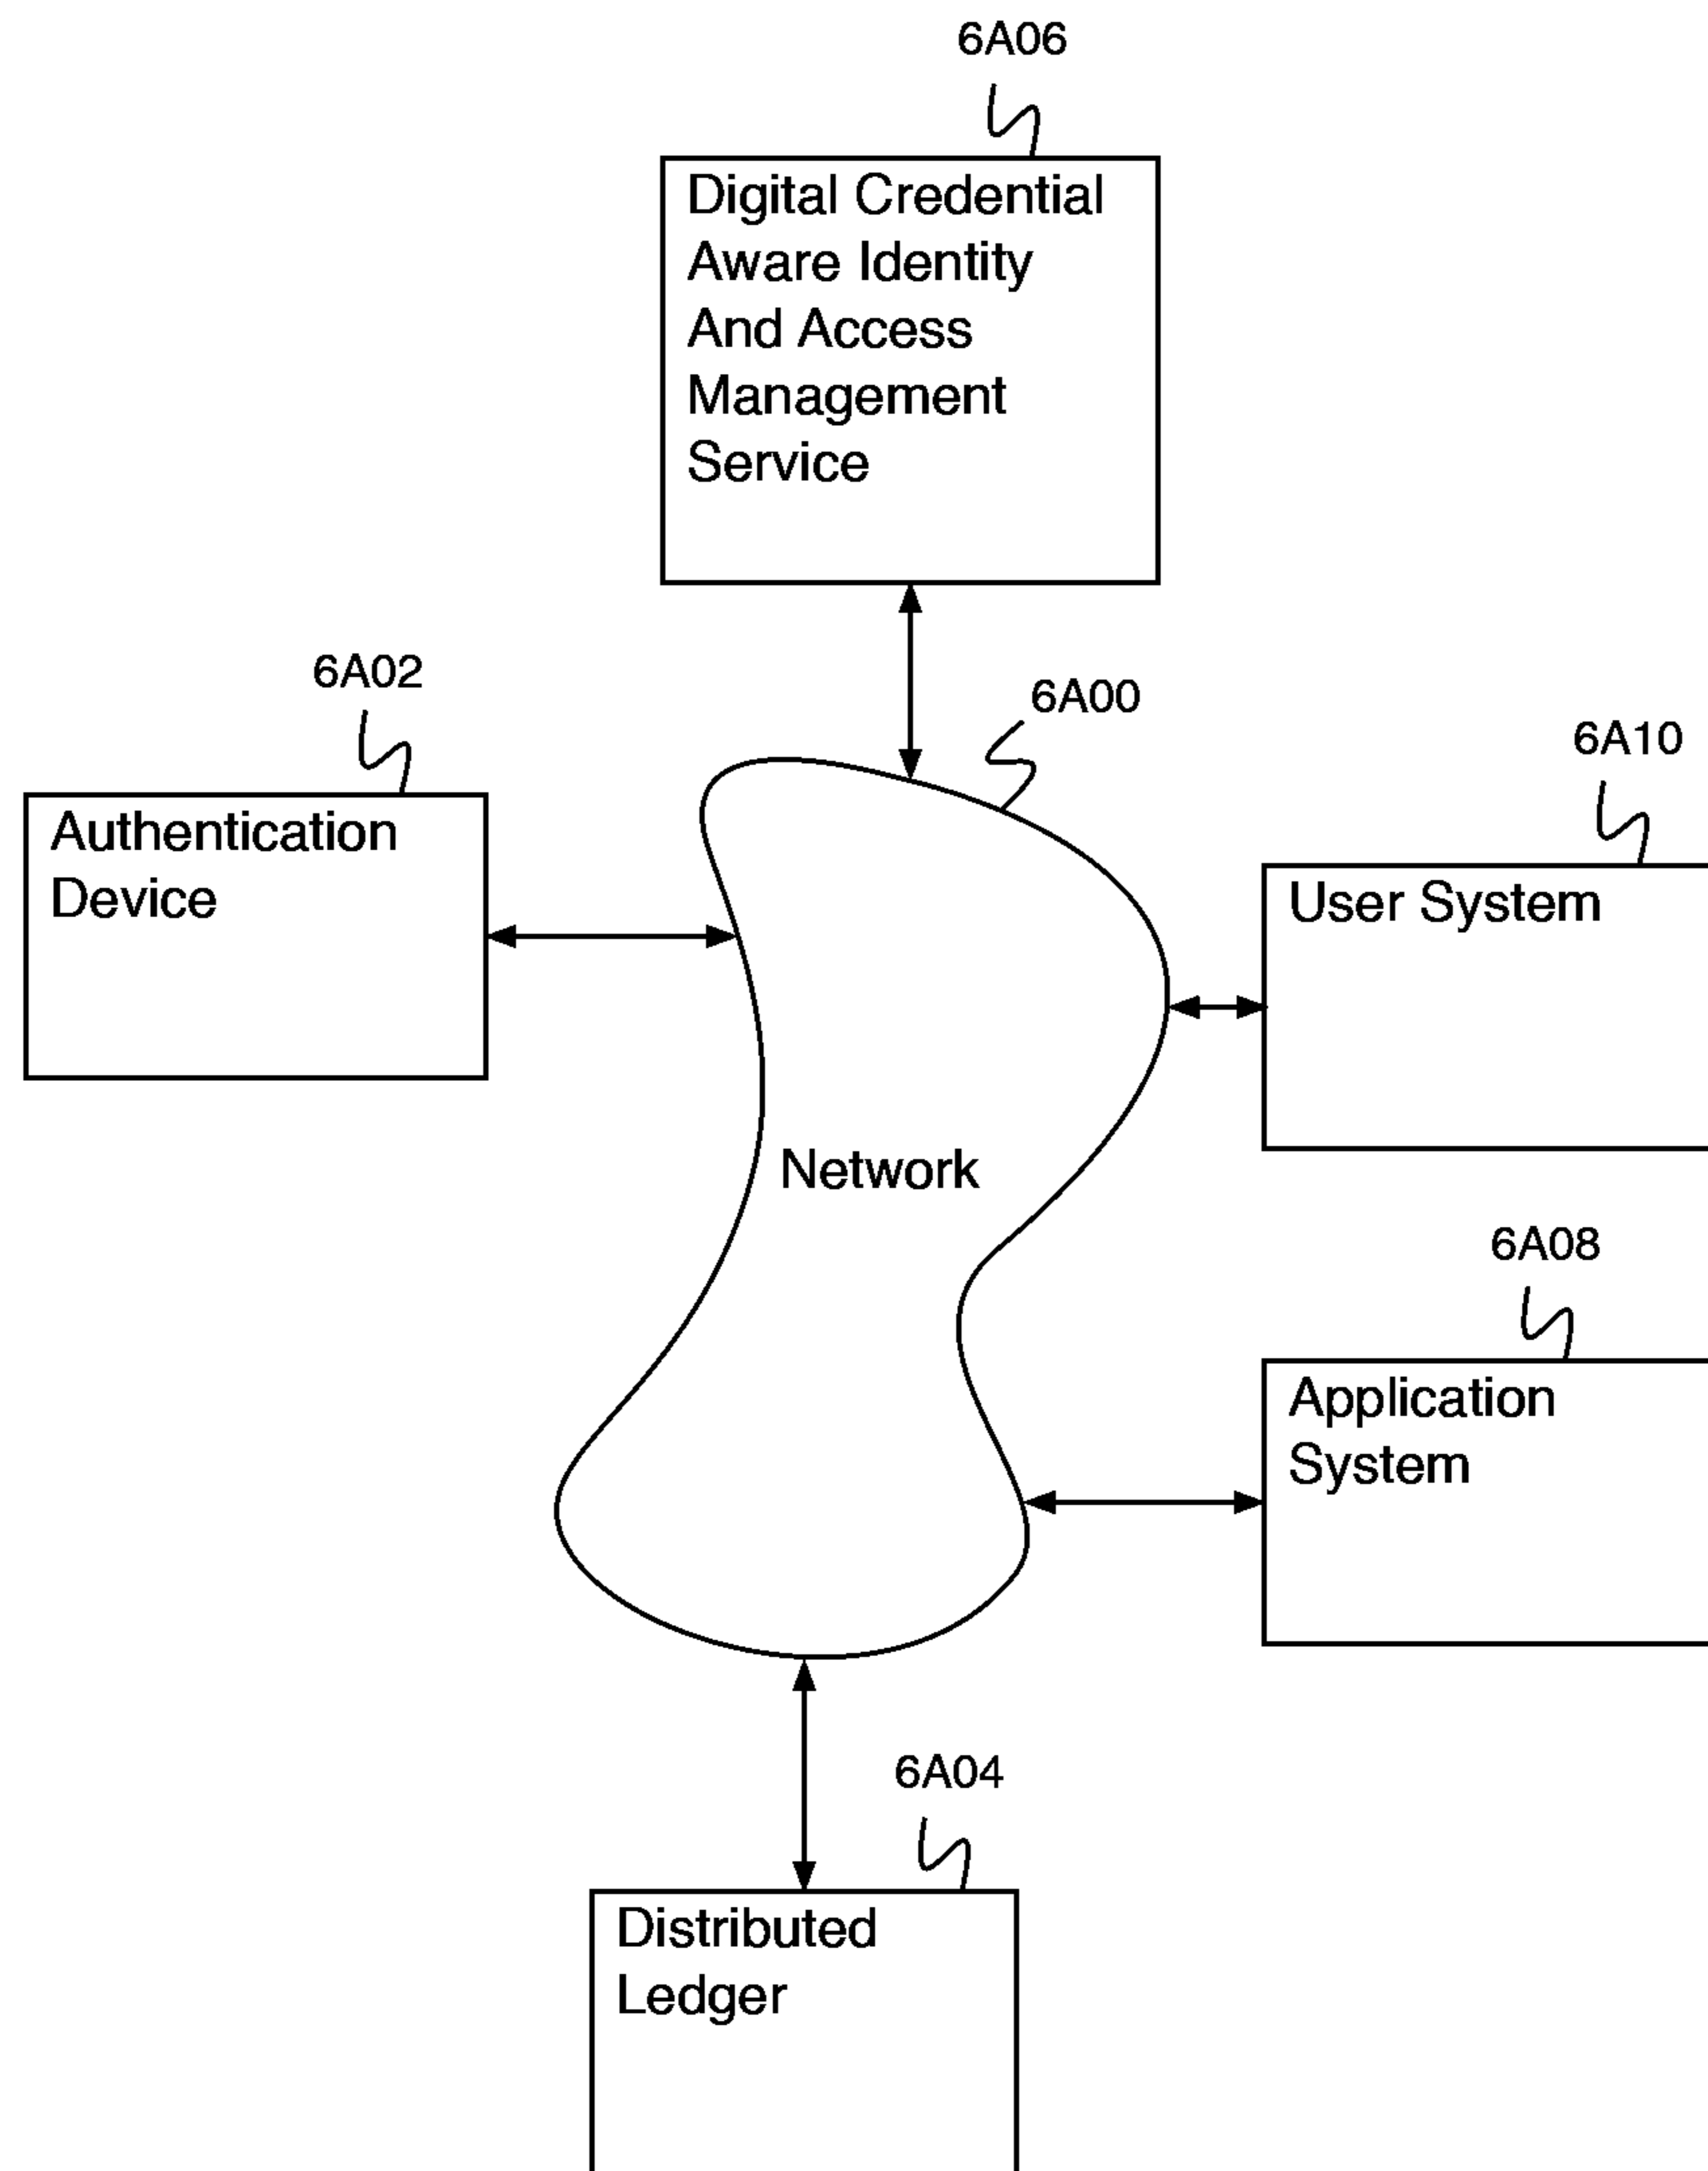 6A06
Digital Credential
Aware Identity
And Access
Management
Service
6A02
6A00
6A10
Authentication
Device
User System
Network
6A08
Application
System
6A04
Distributed
Ledger